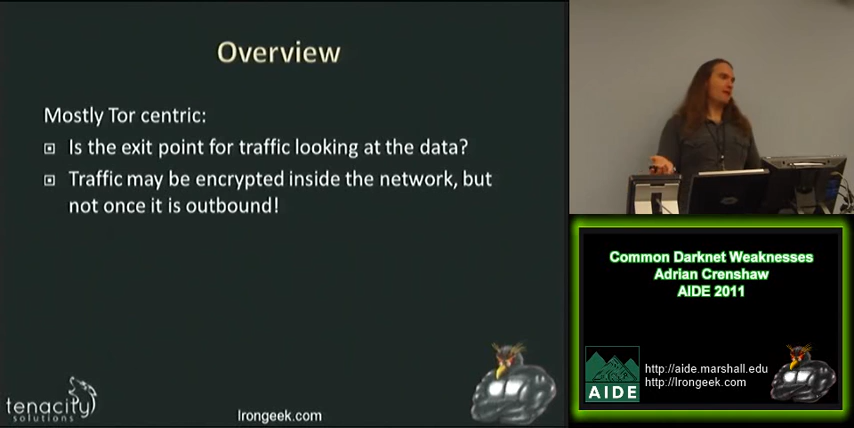 Overview
Mostly Tor centric:
Is the exit point for traffic looking at the data?
Traffic may be encrypted inside the network, but
not once it is outbound!
tenacity
solutions
Irongeek.com
Common Darknet Weaknesses
Adrian Crenshaw
AIDE 2011
AIDE
http://aide.marshall.edu
http://Irongeek.com